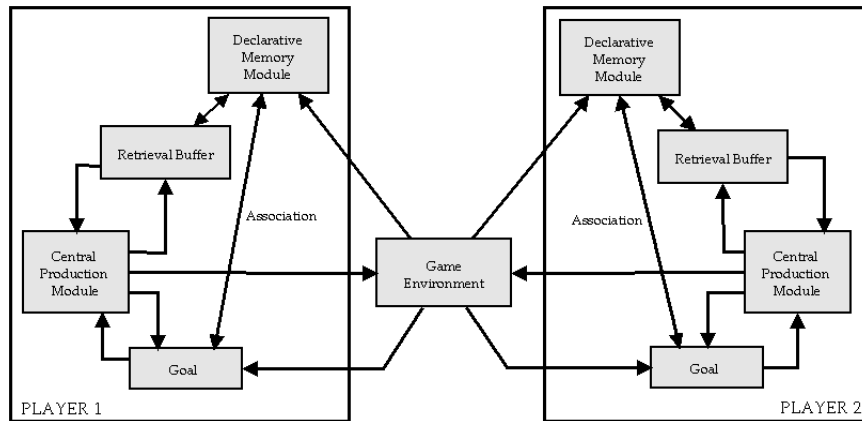 Declarative
Memory
Module
Retrieval Buffer
Association
Central
Production
Module
Goal
PLAYER 1
Game
Environment
Declarative
Memory
Module
Retrieval Buffer
Association
Central
Production
Module
Goal
PLAYER 2